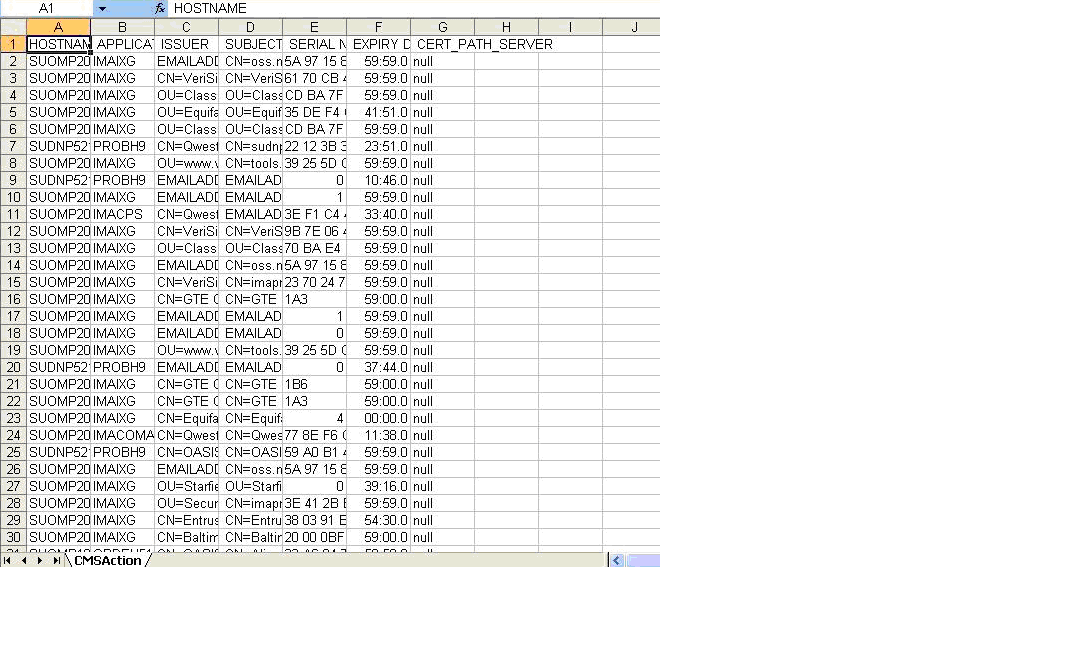 A1 fx HOSTNAME
A B C D E F G H I J
1 HOSTNAM APPLICAT ISSUER SUBJECT SERIAL N EXPIRY D CERT_PATH_SERVER
2 SUOMP20 IMAIXG EMAILADD CN=oss.n 5A 97 15 8 59:59.0 null
3 SUOMP20 IMAIXG CN=VeriSi CN=VeriS 61 70 CB 4 59:59.0 null
4 SUOMP20 IMAIXG OU=Class OU=Class CD BA 7F 59:59.0 null
5 SUOMP20 IMAIXG OU=Equifa OU=Equif 35 DE F4 41:51.0 null
6 SUOMP20 IMAIXG OU=Class OU=Class CD BA 7F 59:59.0 null
7 SUDNP52 PROBH9 CN=Qwest CN=sudnp 22 12 3B 3 23:51.0 null
8 SUOMP20 IMAIXG OU=www.v CN=tools. 39 25 5D 59:59.0 null
9 SUDNP52 PROBH9 EMAILADD EMAILAD 0 10:46.0 null
10 SUOMP20 IMAIXG EMAILADD EMAILAD 1 59:59.0 null
11 SUOMP20 IMACPS CN=Qwest EMAILAD 3E F1 C4 4 33:40.0 null
12 SUOMP20 IMAIXG CN=VeriSi CN=VeriS 9B 7E 06 4 59:59.0 null
13 SUOMP20 IMAIXG OU=Class OU=Class 70 BA E4 59:59.0 null
14 SUOMP20 IMAIXG EMAILADD CN=oss.n 5A 97 15 8 59:59.0 null
15 SUOMP20 IMAIXG CN=VeriSi CN=imapr 23 70 24 7 59:59.0 null
16 SUOMP20 IMAIXG CN=GTE C CN=GTE 1A3 59:00.0 null
17 SUOMP20 IMAIXG EMAILADD EMAILAD 1 59:59.0 null
18 SUOMP20 IMAIXG EMAILADD EMAILAD 0 59:59.0 null
19 SUOMP20 IMAIXG OU=www.v CN=tools. 39 25 5D 59:59.0 null
20 SUDNP52 PROBH9 EMAILADD EMAILAD 0 37:44.0 null
21 SUOMP20 IMAIXG CN=GTE C CN=GTE 1B6 59:00.0 null
22 SUOMP20 IMAIXG CN=GTE C CN=GTE 1A3 59:00.0 null
23 SUOMP20 IMAIXG CN=Equifa CN=Equif 4 00:00.0 null
24 SUOMP20 IMACOMA CN=Qwest CN=Qwes 77 8E F6 11:38.0 null
25 SUDNP52 PROBH9 CN=OASI CN=OASI 59 A0 B1 4 59:59.0 null
26 SUOMP20 IMAIXG EMAILADD CN=oss.n 5A 97 15 8 59:59.0 null
27 SUOMP20 IMAIXG OU=Starfie OU=Starfi 0 39:16.0 null
28 SUOMP20 IMAIXG OU=Secur CN=imapr 3E 41 2B 59:59.0 null
29 SUOMP20 IMAIXG CN=Entrus CN=Entru 38 03 91 E 54:30.0 null
30 SUOMP20 IMAIXG CN=Baltim CN=Baltim 20 00 0BF 59:00.0 null
CMSAction